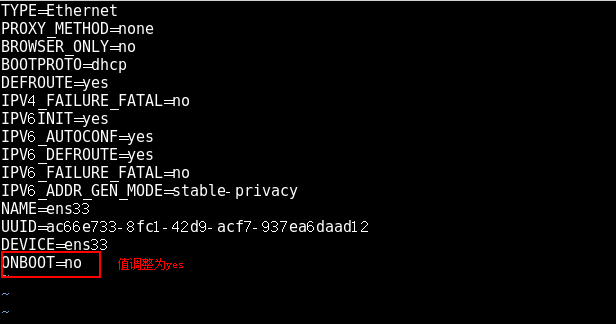 TYPE=Ethernet
PROXY_METHOD=none
BROWSER_ONLY=no
BOOTPROTO=dhcp
DEFROUTE=yes
IPV4_FAILURE_FATAL=no
IPV6INIT=yes
IPV6_AUTOCONF=yes
IPV6_DEFROUTE=yes
IPV6_FAILURE_FATAL=no
IPV6_ADDR_GEN_MODE=stable-privacy
NAME=ens33
UUID=ac66e733-8fc1-42d9-acf7-937ea6daad12
DEVICE=ens33
ONBOOT=no 值调整为yes
~
~
~